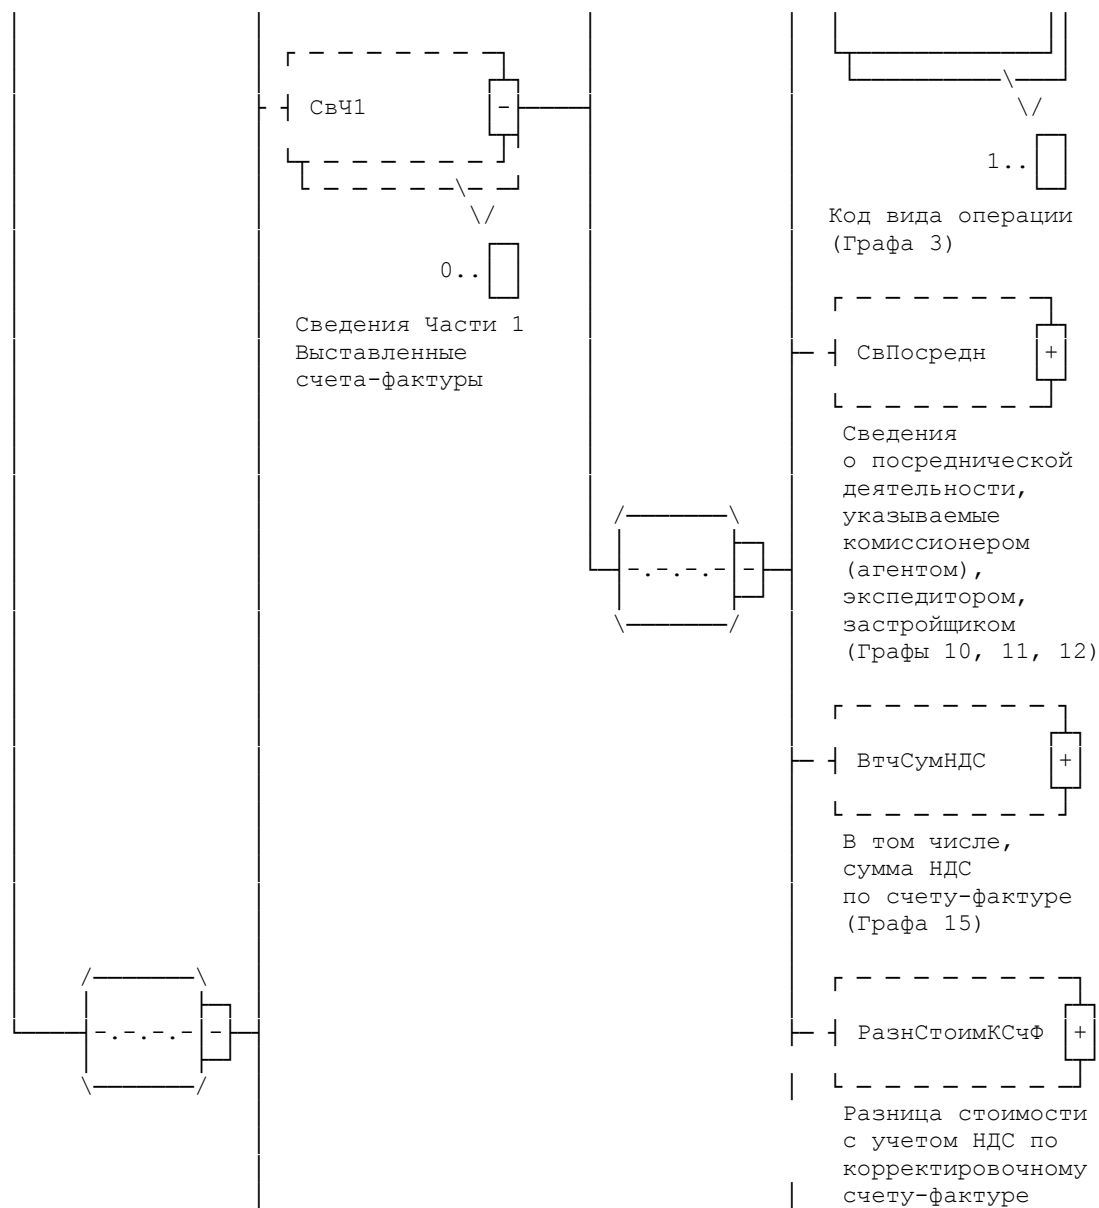 СвЧ1
-
0..
Сведения Части 1
Выставленные
счета-фактуры
1..
Код вида операции
(Графа 3)
СвПосредн
+
Сведения
о посреднической
деятельности,
указываемые
комиссионером
(агентом),
экспедитором,
застройщиком
(Графы 10, 11, 12)
-.-.-.-
-
ВтчСумНДС
+
В том числе,
сумма НДС
по счету-фактуре
(Графа 15)
-.-.-.-
-
РазнСтоимКСчФ
+
Разница стоимости
с учетом НДС по
корректировочному
счету-фактуре